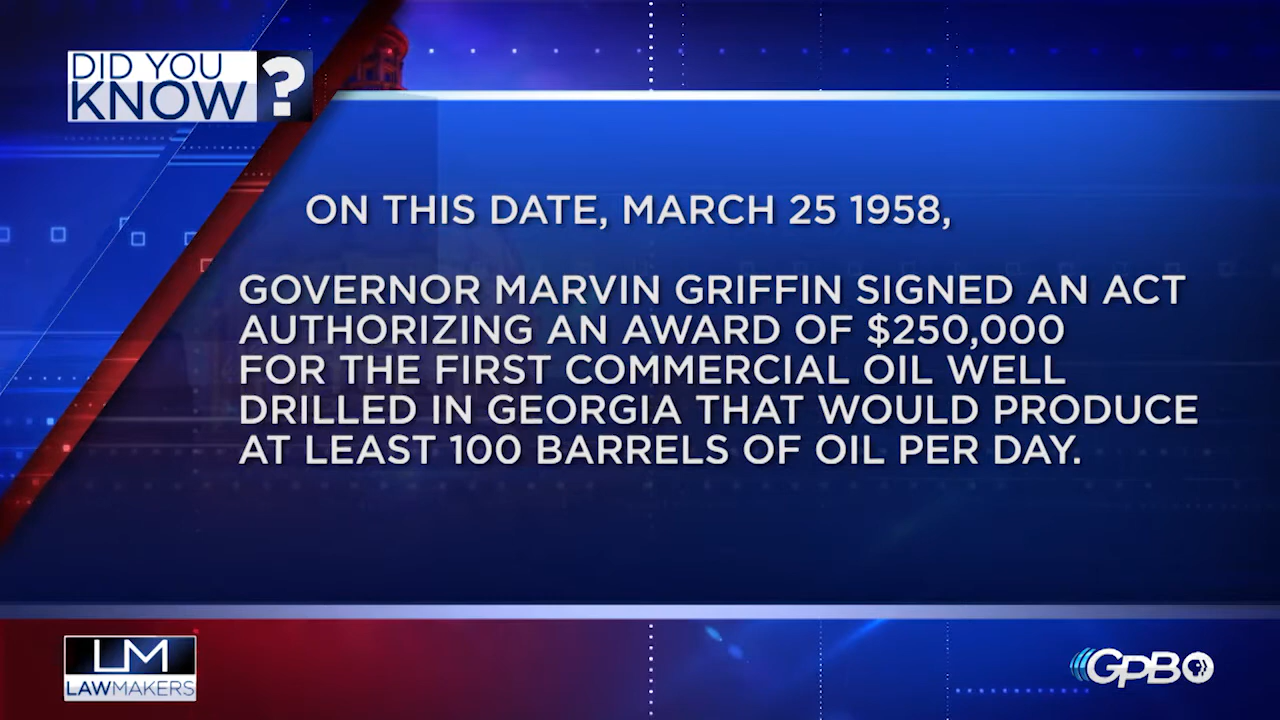 DID YOU
KNOW?
ON THIS DATE, MARCH 25 1958,
GOVERNOR MARVIN GRIFFIN SIGNED AN ACT
AUTHORIZING AN AWARD OF $250,000
FOR THE FIRST COMMERCIAL OIL WELL
DRILLED IN GEORGIA THAT WOULD PRODUCE
AT LEAST 100 BARRELS OF OIL PER DAY.
LM
LAWMAKERS
GPB